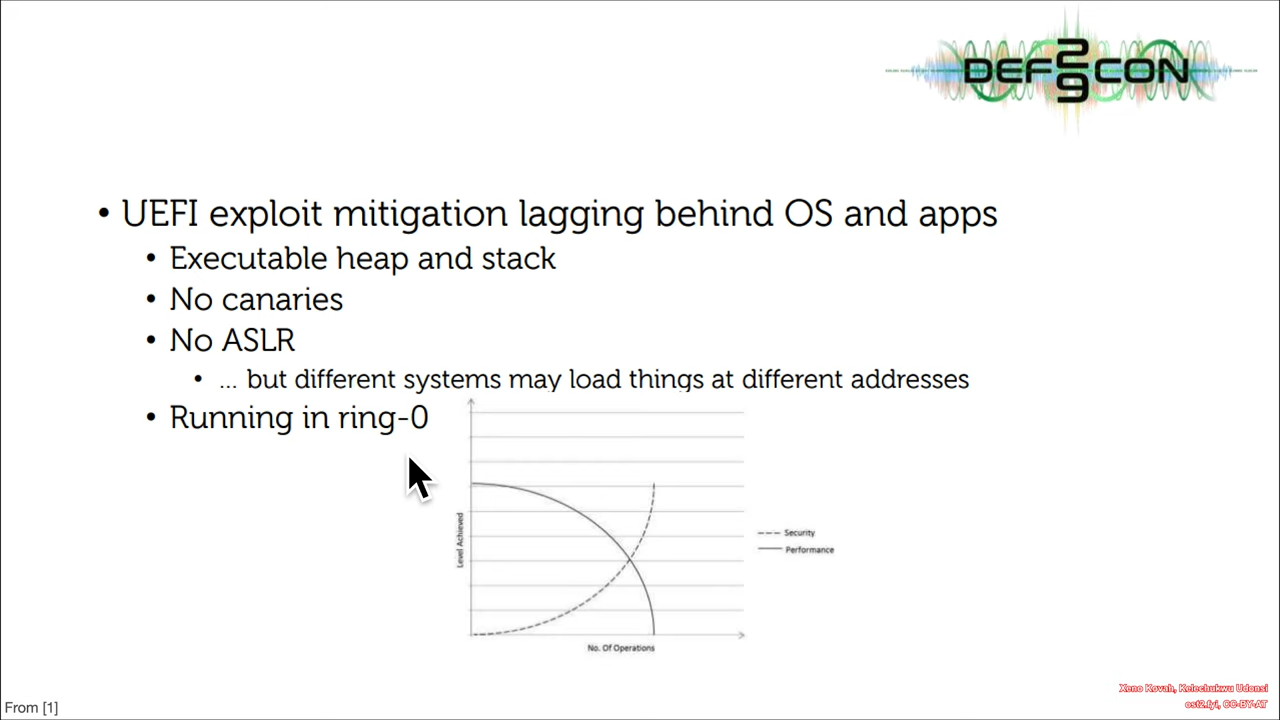 DEF CON
29
• UEFI exploit mitigation lagging behind OS and apps
• Executable heap and stack
• No canaries
• No ASLR
• ... but different systems may load things at different addresses
• Running in ring-0
Level Achieved
Security
Performance
No. Of Operations
From [1]
Xeno Kovah, Kelechukwu Udonsi
ost2.fyi, CC-BY-AT